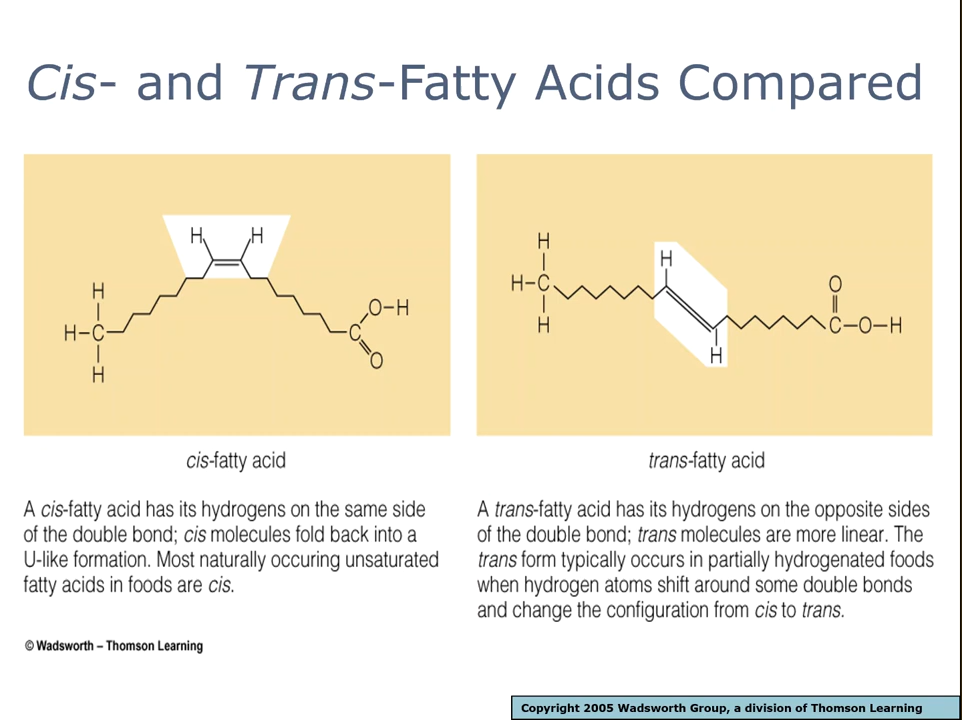 Cis- and Trans-Fatty Acids Compared
H H
H
H-C
H
O-H
C
O
cis-fatty acid
A cis-fatty acid has its hydrogens on the same side
of the double bond; cis molecules fold back into a
U-like formation. Most naturally occuring unsaturated
fatty acids in foods are cis.
H
H-C
H
H
H
O
C-O-H
trans-fatty acid
A trans-fatty acid has its hydrogens on the opposite sides
of the double bond; trans molecules are more linear. The
trans form typically occurs in partially hydrogenated foods
when hydrogen atoms shift around some double bonds
and change the configuration from cis to trans.
© Wadsworth – Thomson Learning
Copyright 2005 Wadsworth Group, a division of Thomson Learning